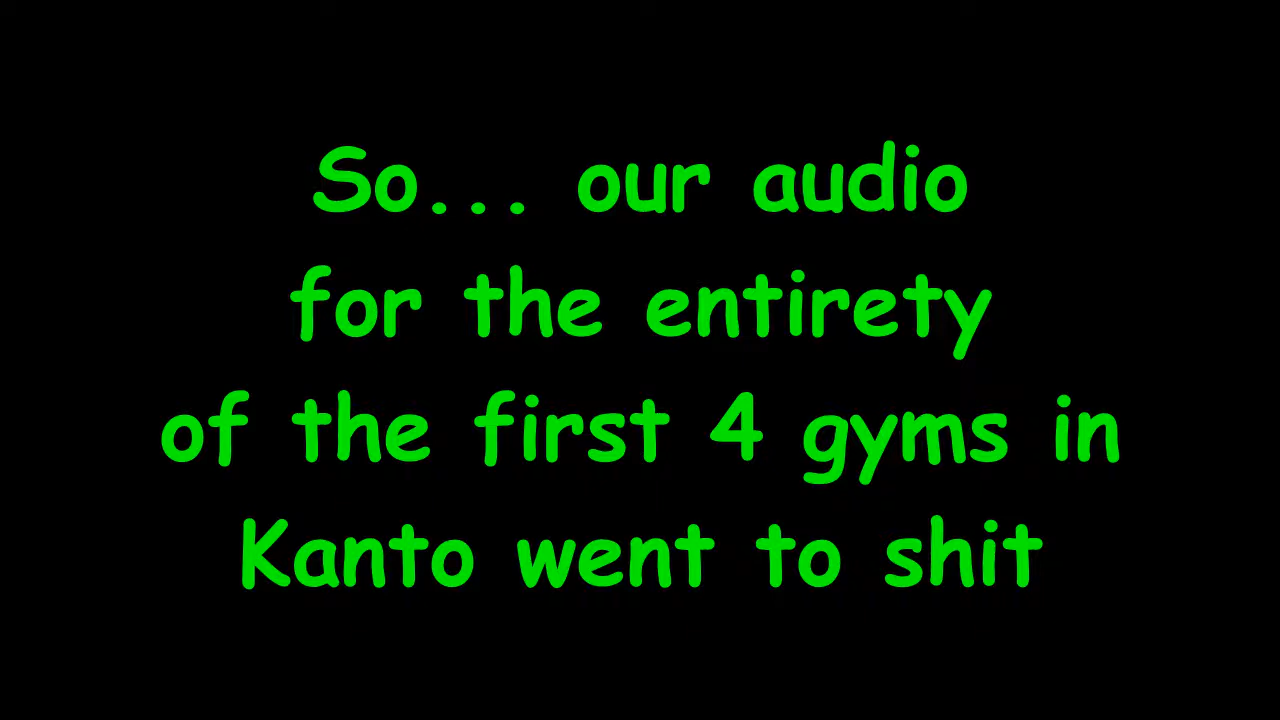 So... our audio
for the entirety
of the first 4 gyms in
Kanto went to shit